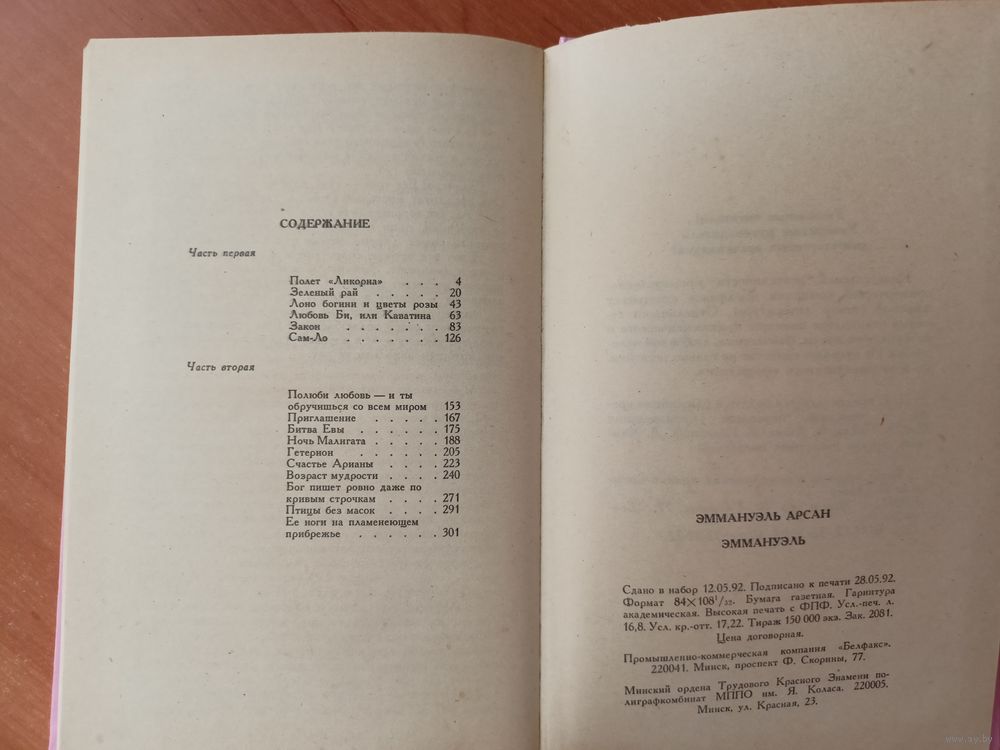 СОДЕРЖАНИЕ
Часть первая
Полет «Ликорна» . . . 4
Зеленый рай . . . . . 20
Лоно богини и цветы розы 43
Любовь Би, или Каватина 63
Закон . . . . . . . 83
Сам-Ло . . . . . . . 126
Часть вторая
Полюби любовь — и ты
обручишься со всем миром 153
Приглашение . . . . . 167
Битва Евы . . . . . . 175
Ночь Малигата . . . . . 188
Гетернон . . . . . . 205
Счастье Арианы . . . . 223
Возраст мудрости . . . . 240
Бог пишет ровно даже по
кривым строчкам . . . . 271
Птицы без масок . . . . 291
Ее ноги на пламенеющем
прибрежье . . . . . . 301
ЭММАНУЭЛЬ АРСАН
ЭММАНУЭЛЬ
Сдано в набор 12.05.92. Подписано к печати 28.05.92.
Формат 84×108¹/₃₂. Бумага газетная. Гарнитура
академическая. Высокая печать с ФПФ. Усл.-печ. л.
16,8. Усл. кр.-отт. 17,22. Тираж 150 000 экз. Зак. 2081.
Цена договорная.
Промышленно-коммерческая компания «Белфакс».
220041. Минск, проспект Ф. Скорины, 77.
Минский ордена Трудового Красного Знамени по-
лиграфкомбинат МППО им. Я. Коласа. 220005.
Минск, ул. Красная, 23.
www.ay.by